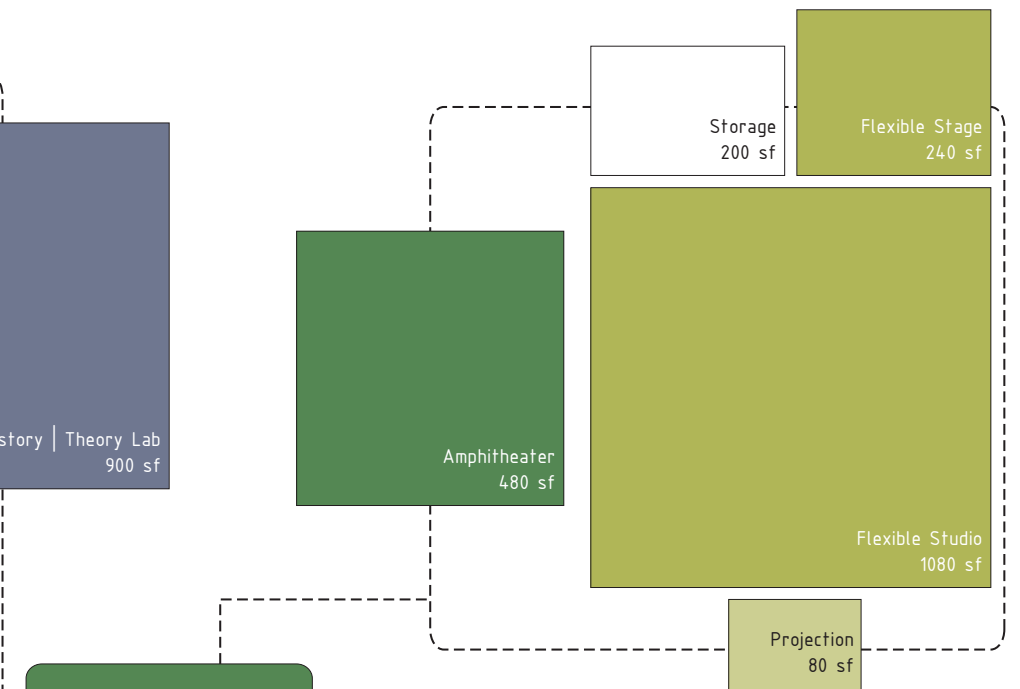 Storage
200 sf
Flexible Stage
240 sf
story | Theory Lab
900 sf
Amphitheater
480 sf
Flexible Studio
1080 sf
Projection
80 sf